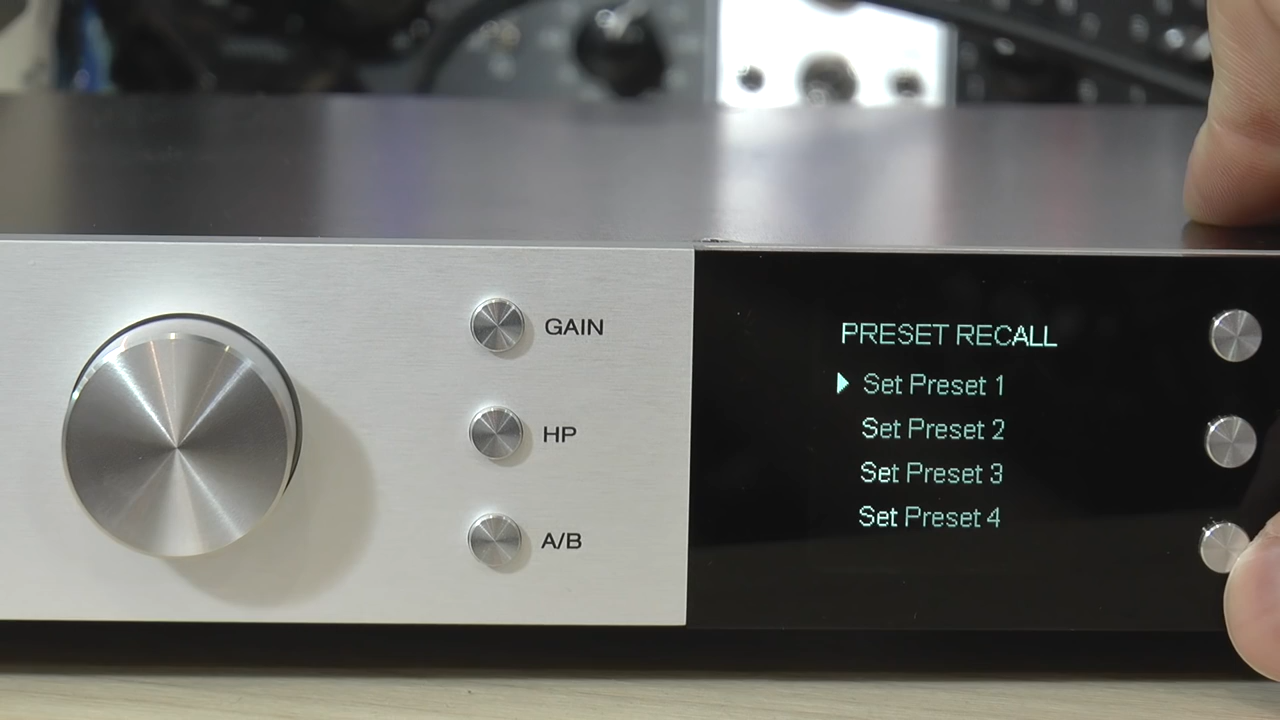 GAIN
HP
A/B
PRESET RECALL
Set Preset 1
Set Preset 2
Set Preset 3
Set Preset 4